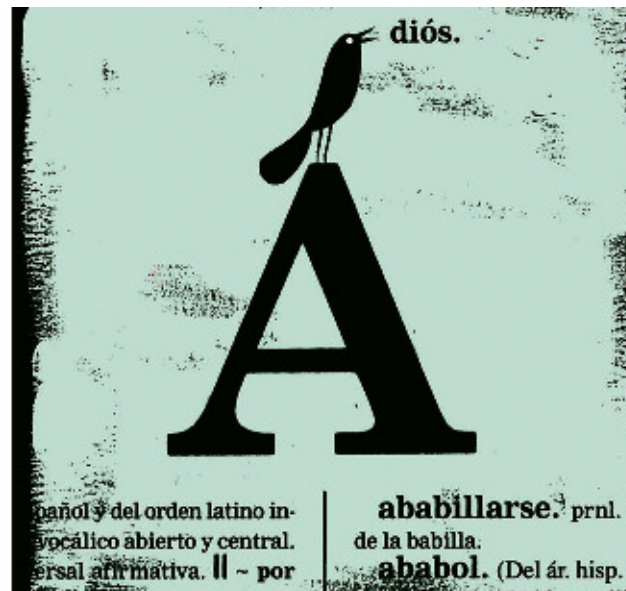 diós.
A
pañol y del orden latino in-
vocálico abierto y central.
ersal afirmativa. || ~ por
ababillarse. prnl.
de la babilla.
ababol. (Del ár. hisp.